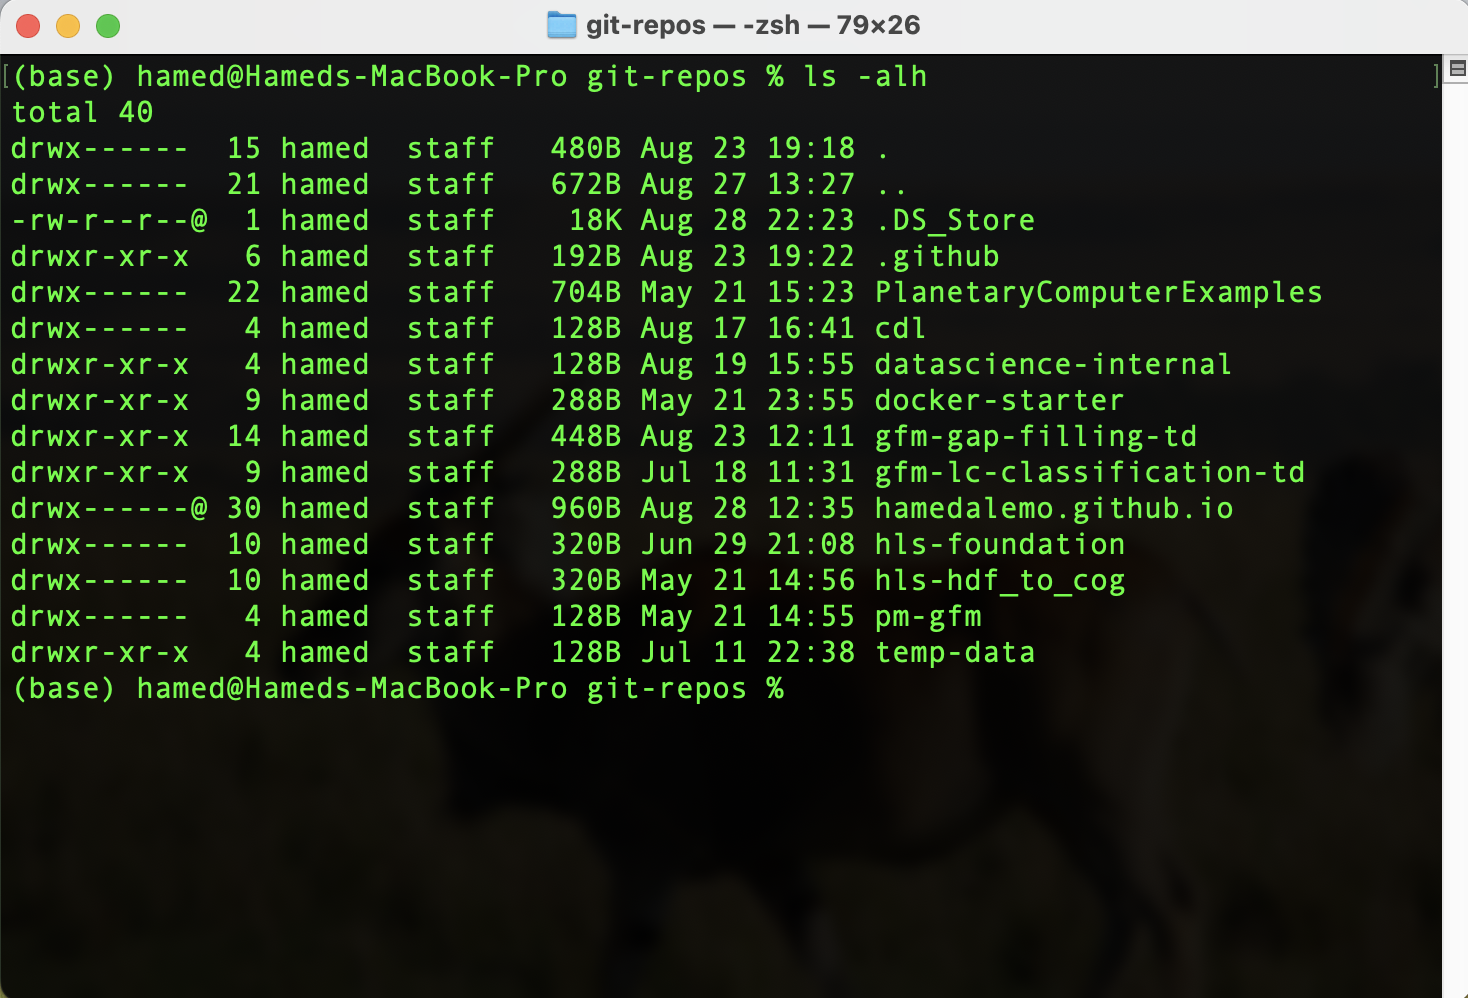 git-repos — -zsh — 79×26
[(base) hamed@Hameds-MacBook-Pro git-repos % ls -alh ]
total 40
drwx------  15 hamed  staff   480B Aug 23 19:18 .
drwx------  21 hamed  staff   672B Aug 27 13:27 ..
-rw-r--r--@  1 hamed  staff    18K Aug 28 22:23 .DS_Store
drwxr-xr-x   6 hamed  staff   192B Aug 23 19:22 .github
drwx------  22 hamed  staff   704B May 21 15:23 PlanetaryComputerExamples
drwx------   4 hamed  staff   128B Aug 17 16:41 cdl
drwxr-xr-x   4 hamed  staff   128B Aug 19 15:55 datascience-internal
drwxr-xr-x   9 hamed  staff   288B May 21 23:55 docker-starter
drwxr-xr-x  14 hamed  staff   448B Aug 23 12:11 gfm-gap-filling-td
drwxr-xr-x   9 hamed  staff   288B Jul 18 11:31 gfm-lc-classification-td
drwx------@ 30 hamed  staff   960B Aug 28 12:35 hamedalemo.github.io
drwx------  10 hamed  staff   320B Jun 29 21:08 hls-foundation
drwx------  10 hamed  staff   320B May 21 14:56 hls-hdf_to_cog
drwx------   4 hamed  staff   128B May 21 14:55 pm-gfm
drwxr-xr-x   4 hamed  staff   128B Jul 11 22:38 temp-data
(base) hamed@Hameds-MacBook-Pro git-repos %